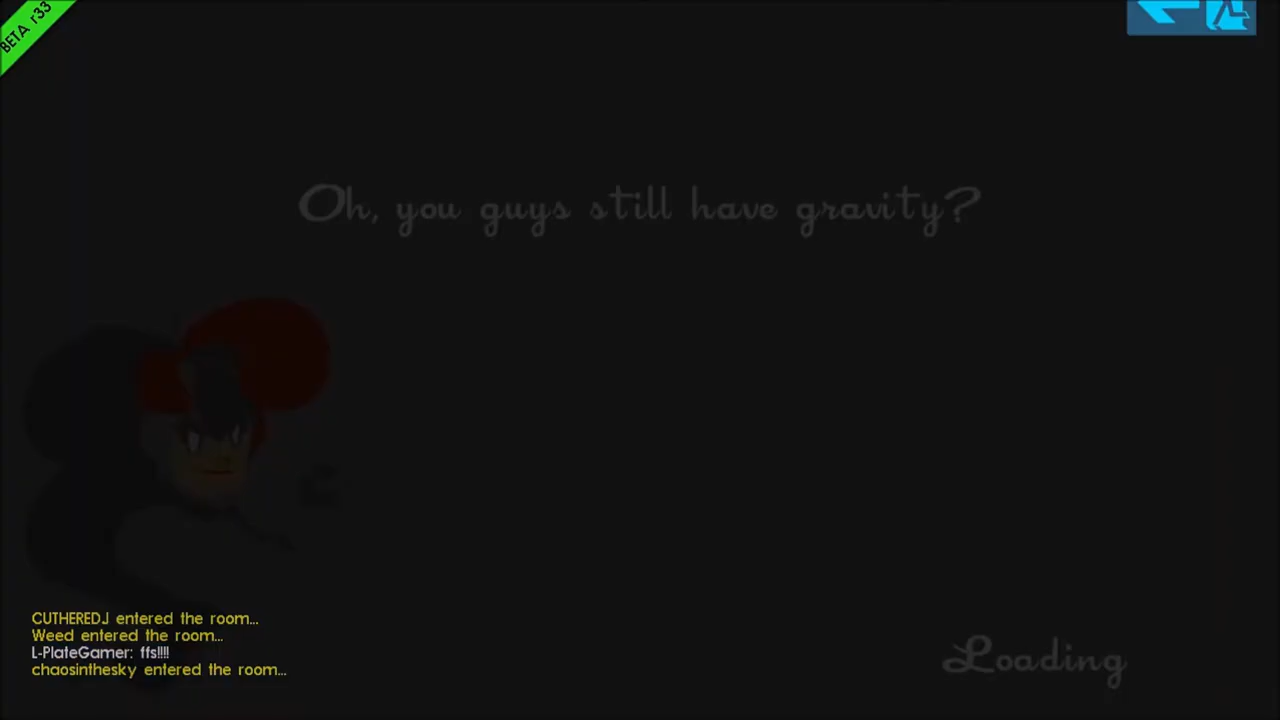 BETA r33
Oh, you guys still have gravity?
CUTHEREDJ entered the room...
Weed entered the room...
L-PlateGamer: ffs!!!!
chaosinthesky entered the room...
Loading